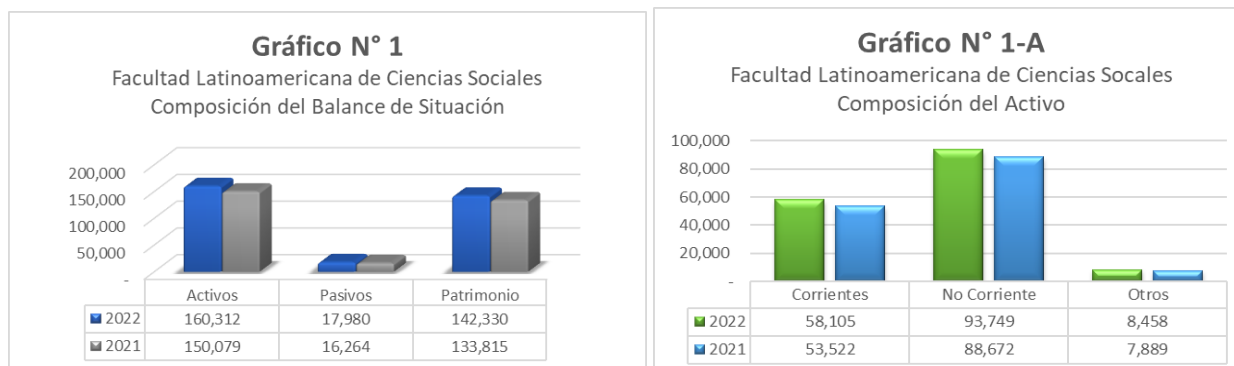 Gráfico N° 1
Facultad Latinoamericana de Ciencias Sociales
Composición del Balance de Situación
200,000
150,000
100,000
50,000
-
Activos Pasivos Patrimonio
2022 160,312 17,980 142,330
2021 150,079 16,264 133,815
Gráfico N° 1-A
Facultad Latinoamericana de Ciencias Socales
Composición del Activo
100,000
80,000
60,000
40,000
20,000
-
Corrientes No Corriente Otros
2022 58,105 93,749 8,458
2021 53,522 88,672 7,889